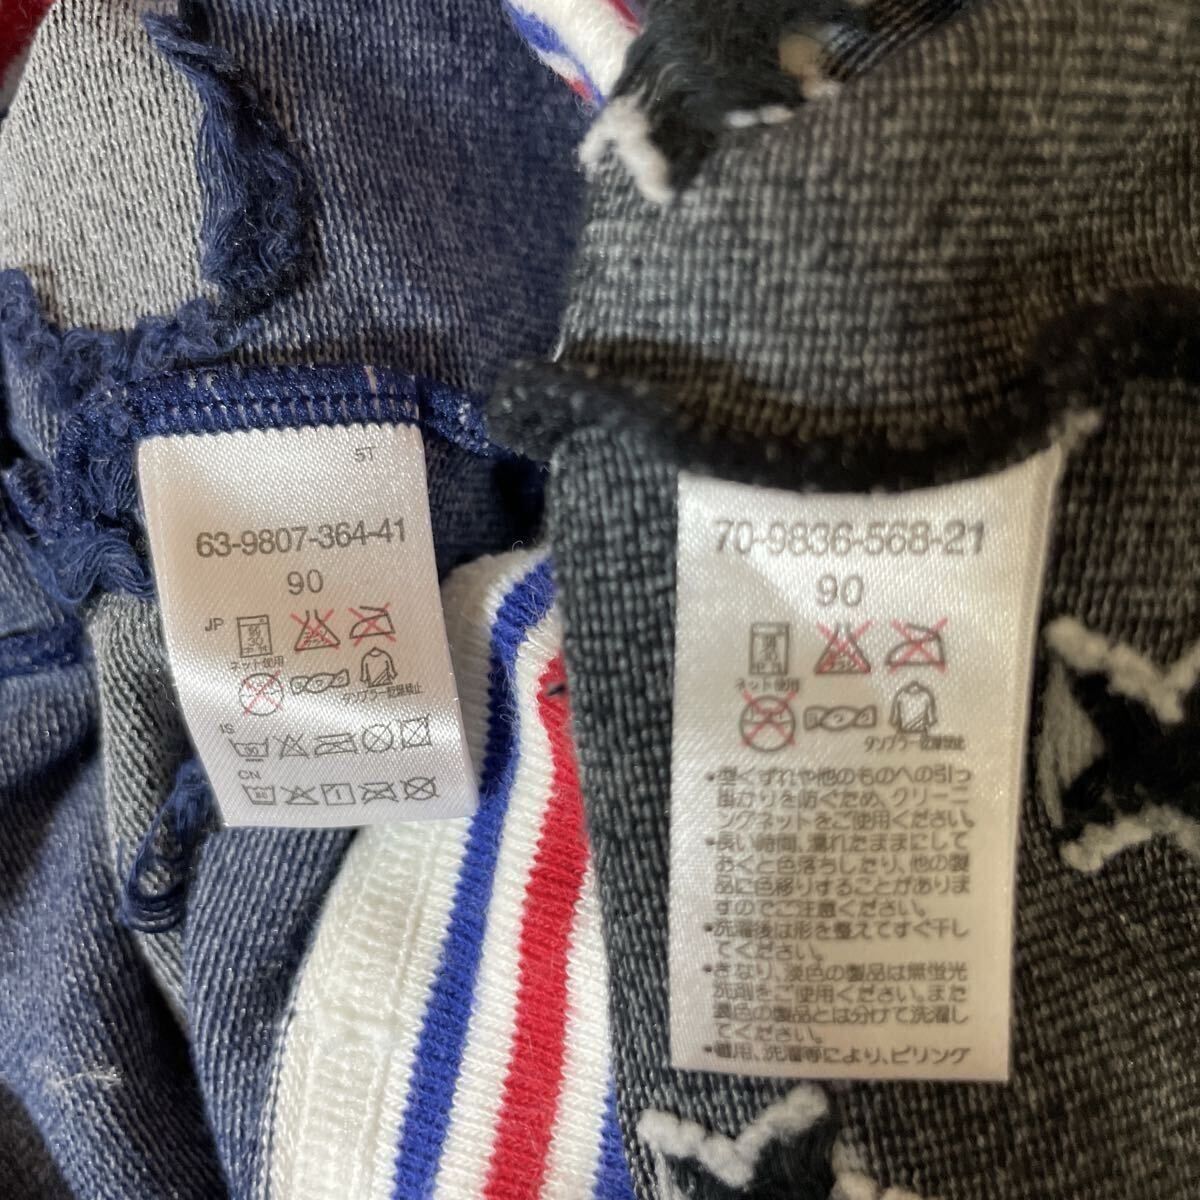 5T
63-9807-364-41
90
JP
ネット使用
タンブラー乾燥禁止
IS
CN
70-9836-568-21
90
ネット使用
タンブラー乾燥禁止
•型くずれや他のものへの引っ
掛かりを防ぐため、クリーニ
ングネットをご使用ください。
•長い時間、濡れたままにして
おくと色落ちしたり、他の製
品に色移りすることがありま
すのでご注意ください。
•洗濯後は形を整えてすぐ干し
てください。
•きなり、淡色の製品は無蛍光
洗剤をご使用ください。また
濃色の製品とは分けて洗濯し
てください。
•着用、洗濯等により、ピリング